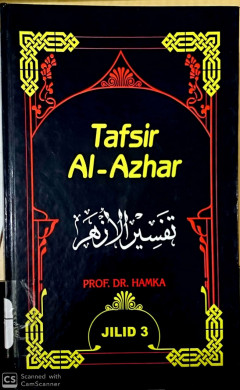 Tafsir
Al-Azhar
تفسير الأزهر
PROF. DR. HAMKA
JILID 3
CS
Scanned with
CamScanner